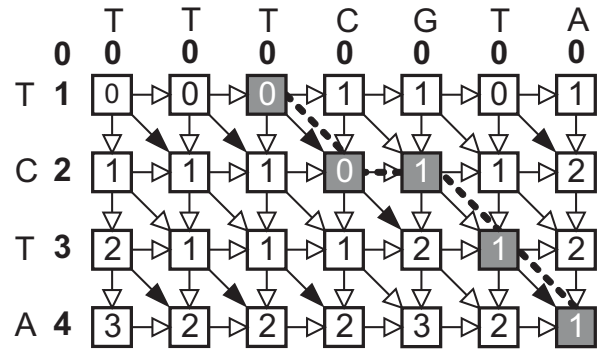 T T T C G T A
0 0 0 0 0 0 0 0
T 1 0 0 0 1 1 0 1
C 2 1 1 1 0 1 1 2
T 3 2 1 1 1 2 1 2
A 4 3 2 2 2 3 2 1